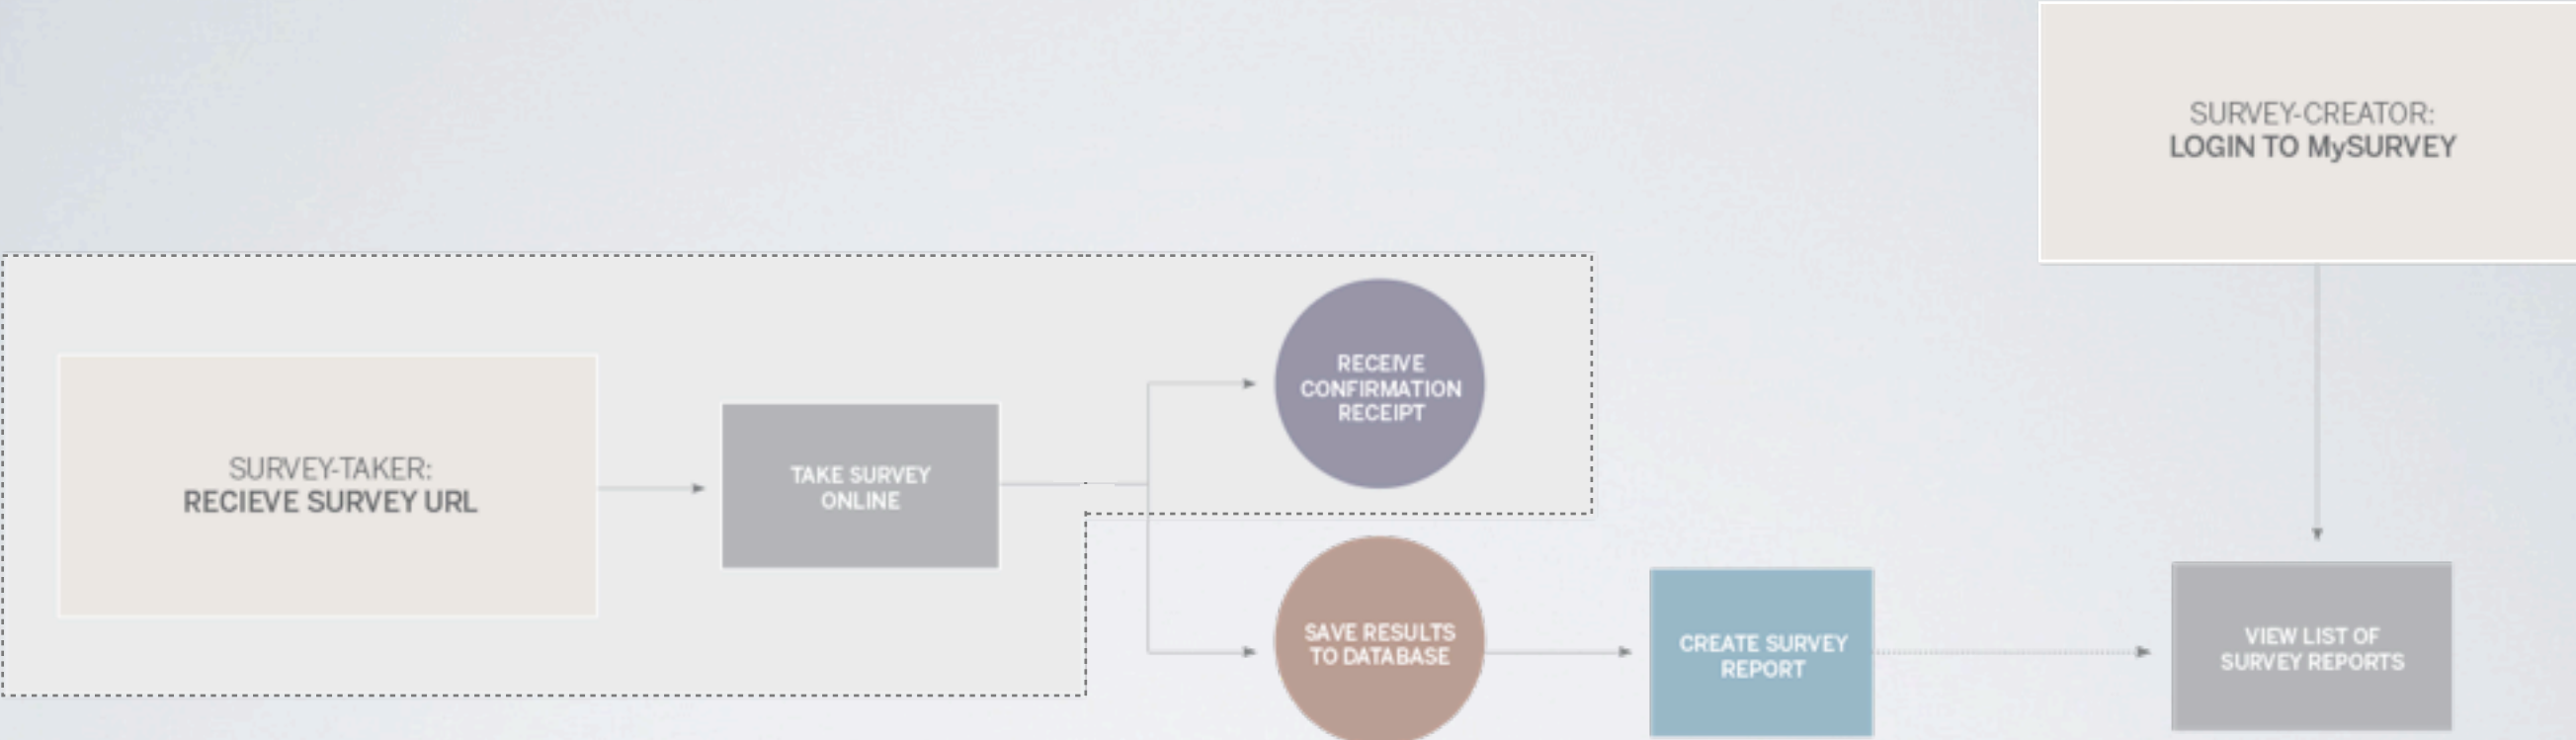 SURVEY-CREATOR:
LOGIN TO MySURVEY
RECEIVE
CONFIRMATION
RECEIPT
SURVEY-TAKER:
RECIEVE SURVEY URL
TAKE SURVEY
ONLINE
SAVE RESULTS
TO DATABASE
CREATE SURVEY
REPORT
VIEW LIST OF
SURVEY REPORTS